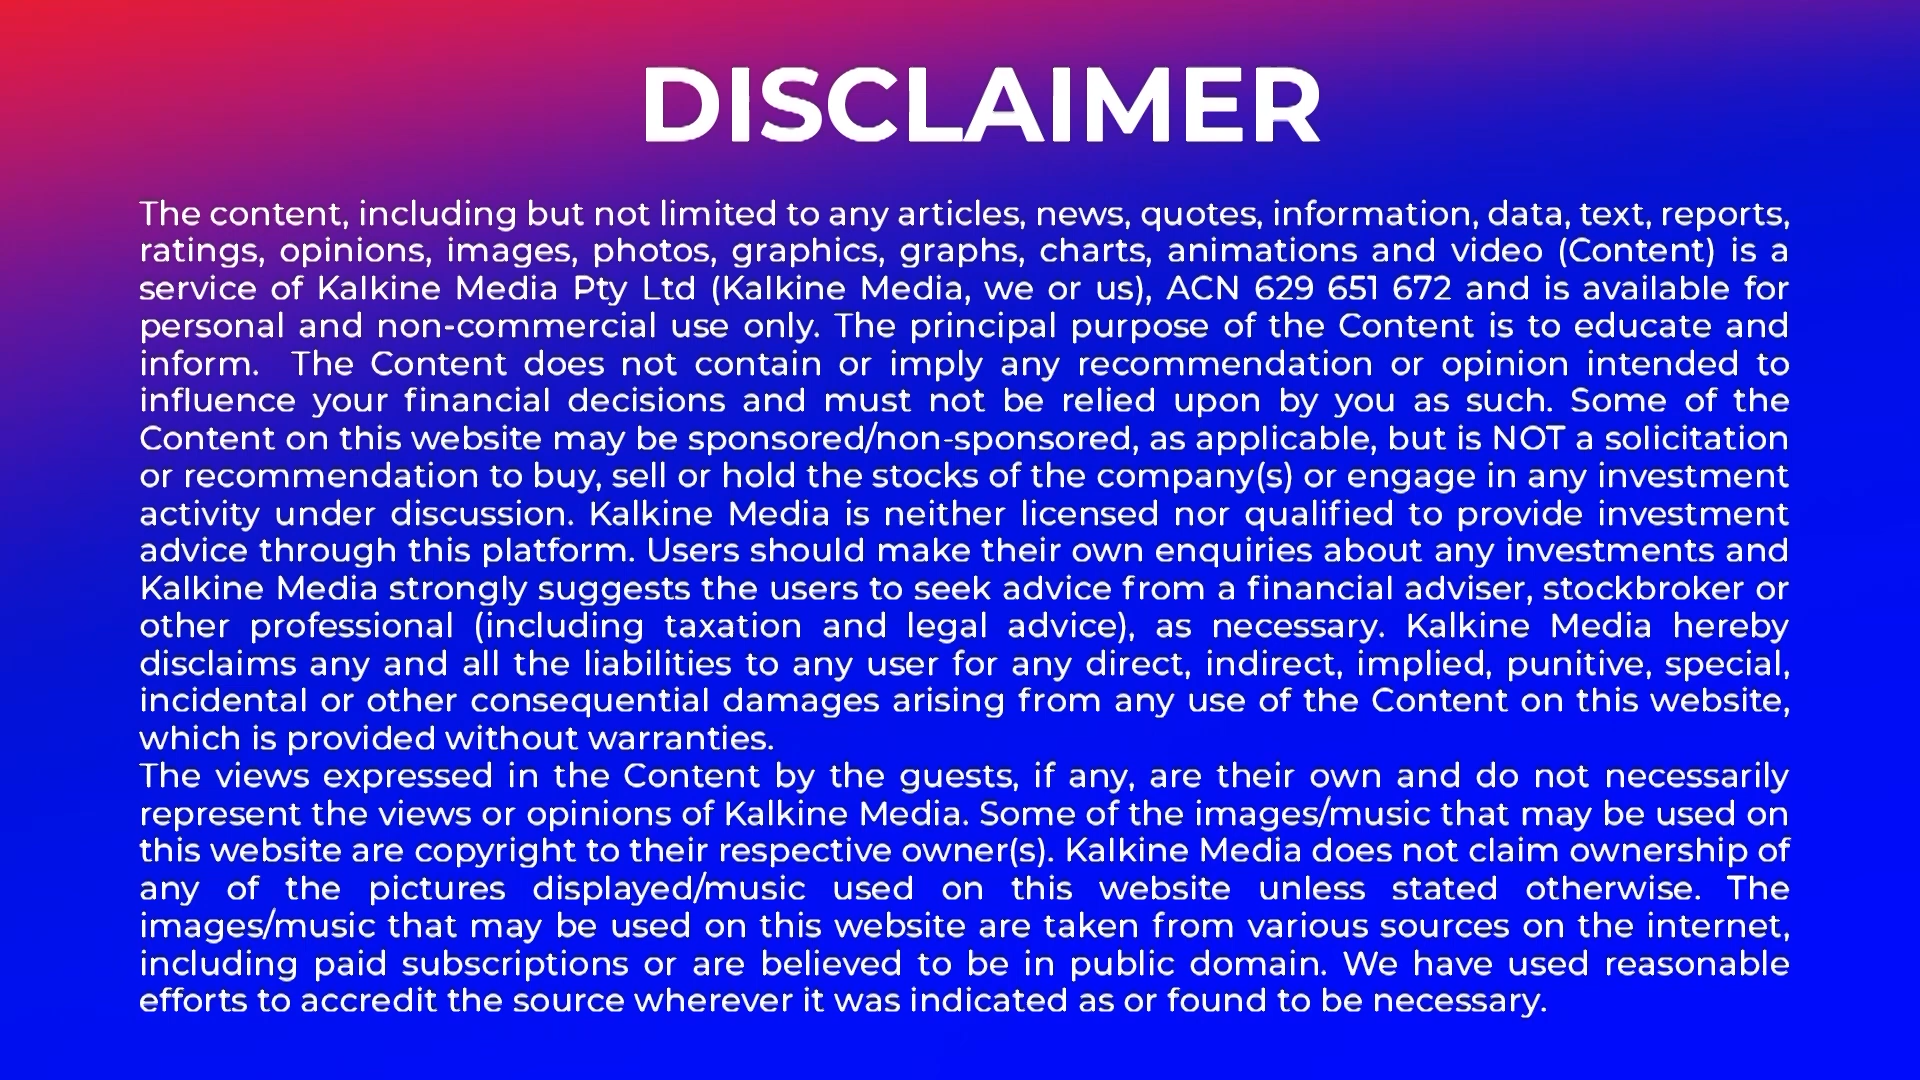 DISCLAIMER
The content, including but not limited to any articles, news, quotes, information, data, text, reports,
ratings, opinions, images, photos, graphics, graphs, charts, animations and video (Content) is a
service of Kalkine Media Pty Ltd (Kalkine Media, we or us), ACN 629 651 672 and is available for
personal and non-commercial use only. The principal purpose of the Content is to educate and
inform. The Content does not contain or imply any recommendation or opinion intended to
influence your financial decisions and must not be relied upon by you as such. Some of the
Content on this website may be sponsored/non-sponsored, as applicable, but is NOT a solicitation
or recommendation to buy, sell or hold the stocks of the company(s) or engage in any investment
activity under discussion. Kalkine Media is neither licensed nor qualified to provide investment
advice through this platform. Users should make their own enquiries about any investments and
Kalkine Media strongly suggests the users to seek advice from a financial adviser, stockbroker or
other professional (including taxation and legal advice), as necessary. Kalkine Media hereby
disclaims any and all the liabilities to any user for any direct, indirect, implied, punitive, special,
incidental or other consequential damages arising from any use of the Content on this website,
which is provided without warranties.
The views expressed in the Content by the guests, if any, are their own and do not necessarily
represent the views or opinions of Kalkine Media. Some of the images/music that may be used on
this website are copyright to their respective owner(s). Kalkine Media does not claim ownership of
any of the pictures displayed/music used on this website unless stated otherwise. The
images/music that may be used on this website are taken from various sources on the internet,
including paid subscriptions or are believed to be in public domain. We have used reasonable
efforts to accredit the source wherever it was indicated as or found to be necessary.